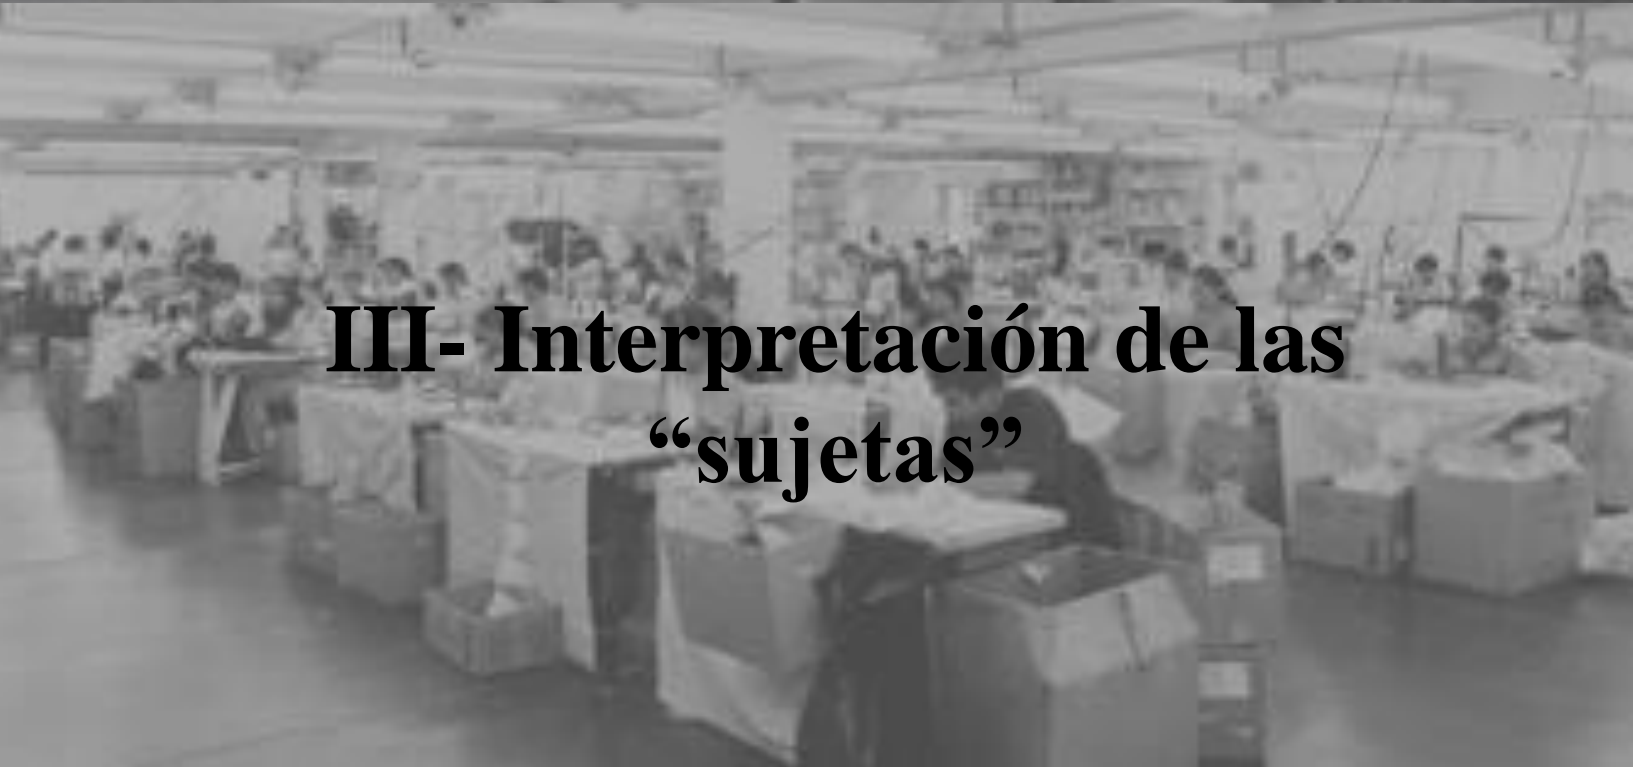 III- Interpretación de las
“sujetas”